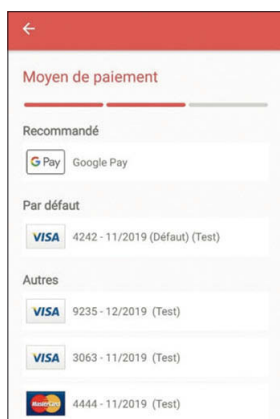 Moyen de paiement
Recommandé
G Pay Google Pay
Par défaut
VISA 4242 - 11/2019 (Défaut) (Test)
Autres
VISA 9235 - 12/2019 (Test)
VISA 3063 - 11/2019 (Test)
MasterCard 4444 - 11/2019 (Test)